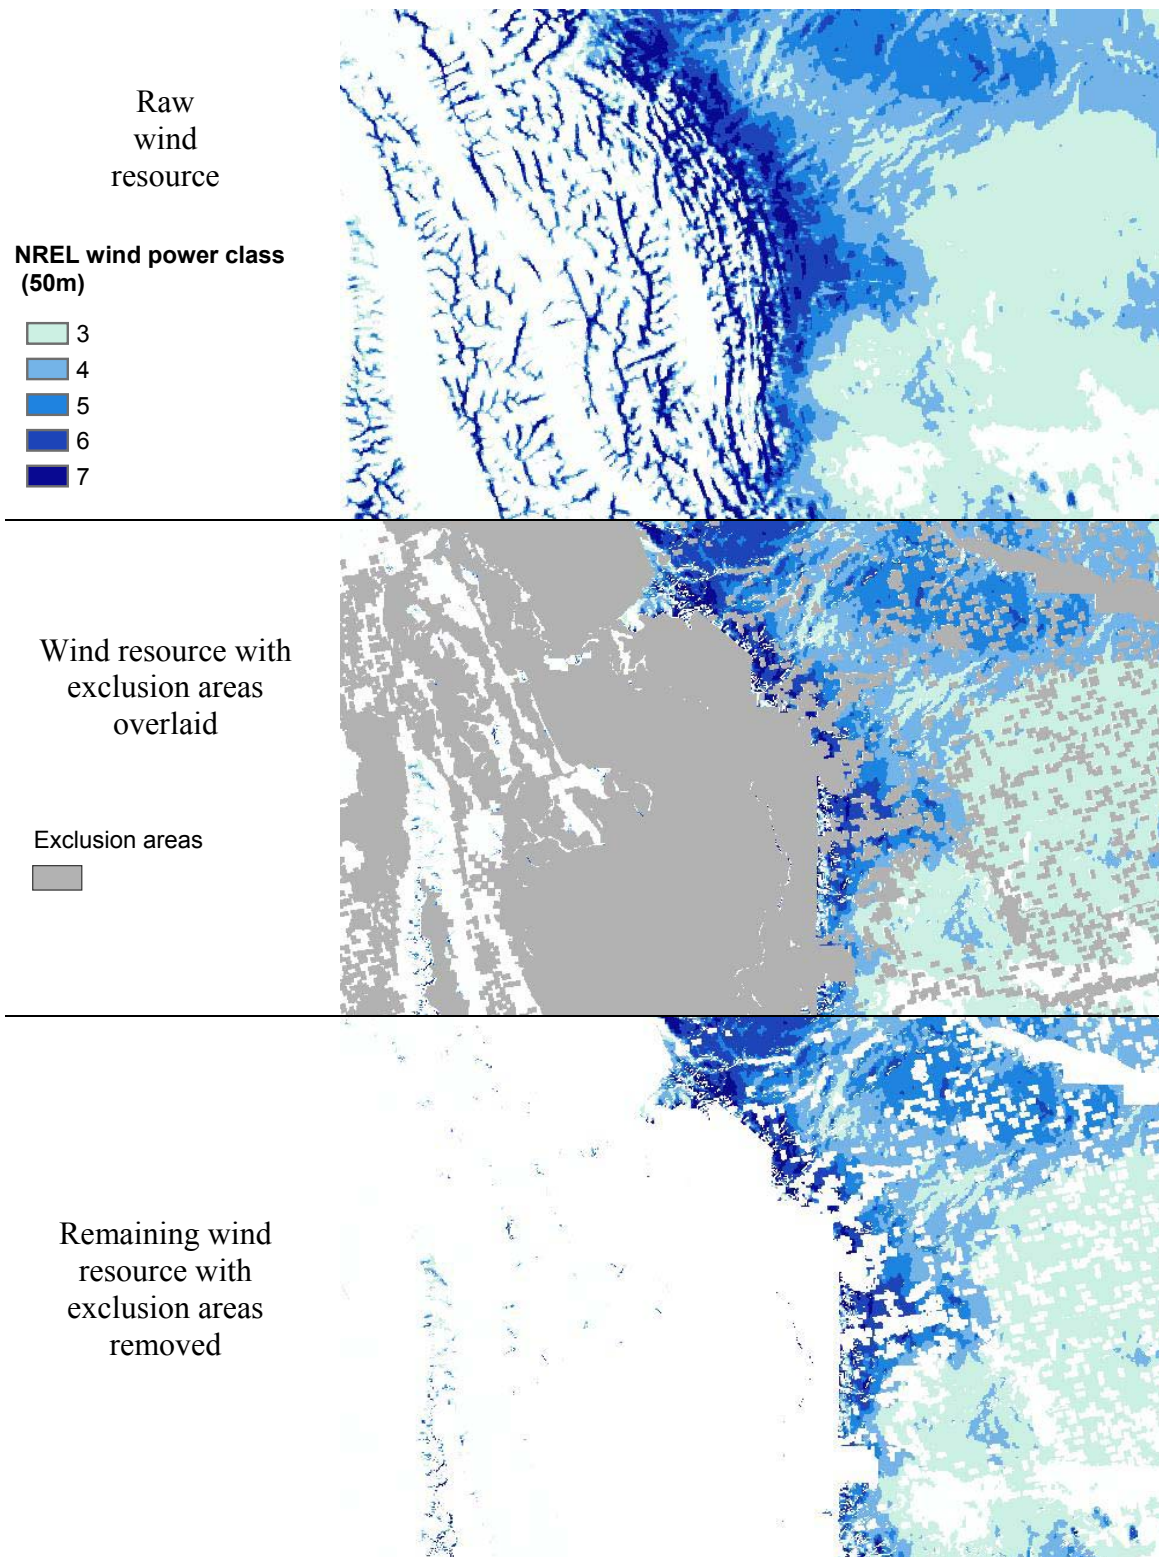 Raw
wind
resource
NREL wind power class
(50m)
3
4
5
6
7
Wind resource with
exclusion areas
overlaid
Exclusion areas
Remaining wind
resource with
exclusion areas
removed